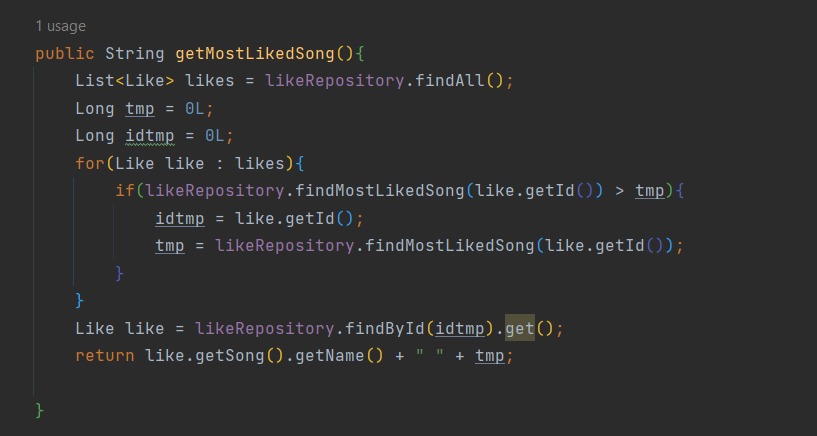 1 usage
public String getMostLikedSong(){
List<Like> likes = likeRepository.findAll();
Long tmp = 0L;
Long idtmp = 0L;
for(Like like : likes){
if(likeRepository.findMostLikedSong(like.getId()) > tmp){
idtmp = like.getId();
tmp = likeRepository.findMostLikedSong(like.getId());
}
}
Like like = likeRepository.findById(idtmp).get();
return like.getSong().getName() + " " + tmp;
}